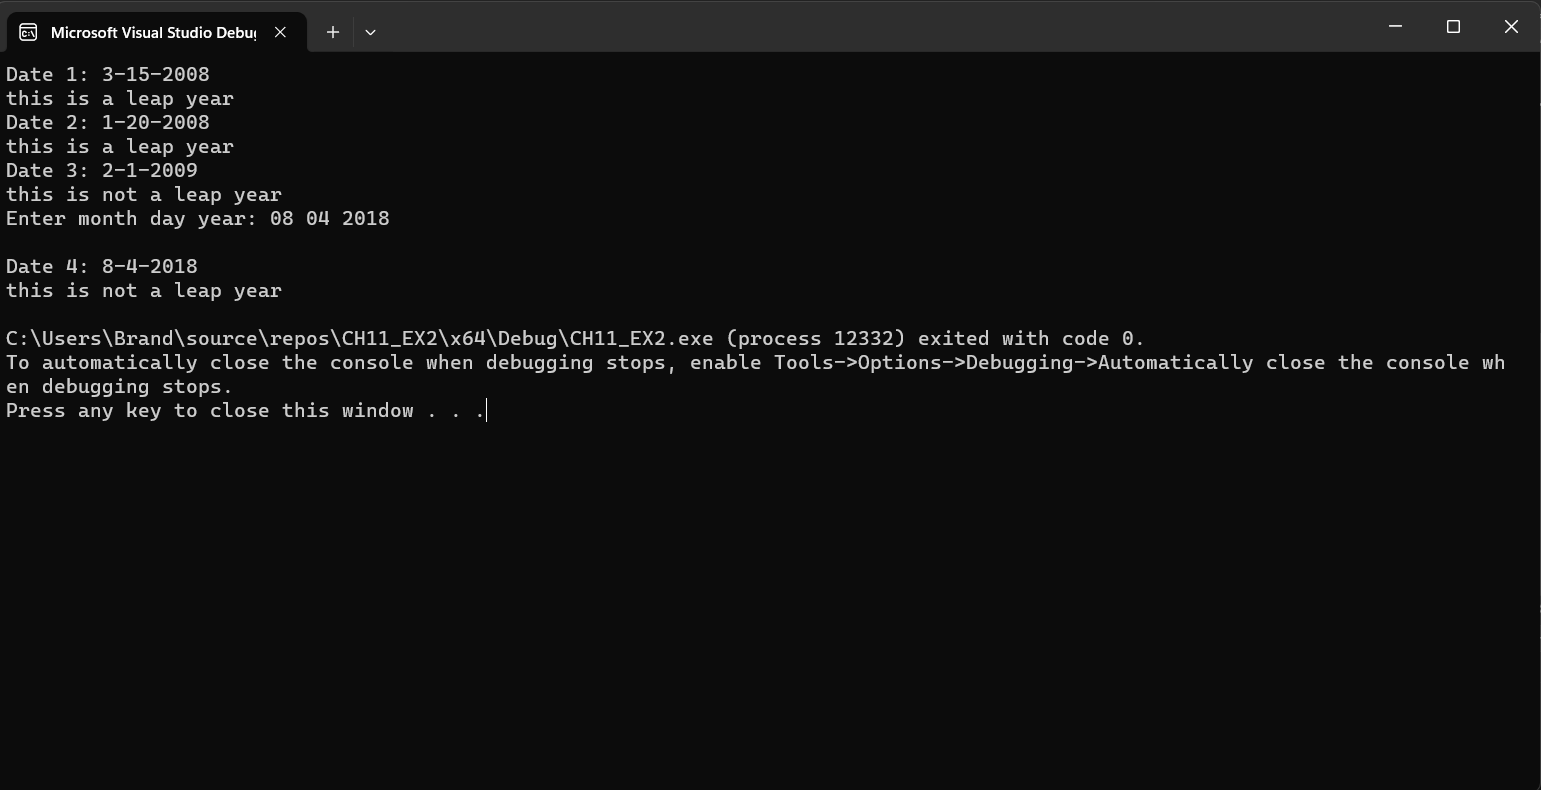 Microsoft Visual Studio Debug
Date 1: 3-15-2008
this is a leap year
Date 2: 1-20-2008
this is a leap year
Date 3: 2-1-2009
this is not a leap year
Enter month day year: 08 04 2018
Date 4: 8-4-2018
this is not a leap year
C:\Users\Brand\source\repos\CH11_EX2\x64\Debug\CH11_EX2.exe (process 12332) exited with code 0.
To automatically close the console when debugging stops, enable Tools->Options->Debugging->Automatically close the console wh
en debugging stops.
Press any key to close this window . . .